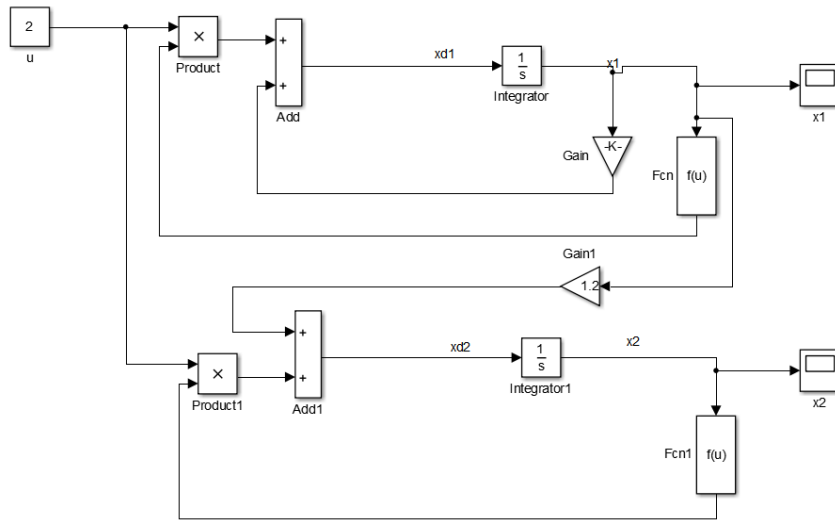 2
u
×
Product
+
+
Add
xd1
1
s
Integrator
x1
x1
-K-
Gain
Fcn
f(u)
Gain1
1.2
+
+
Add1
×
Product1
xd2
1
s
Integrator1
x2
x2
Fcn1
f(u)